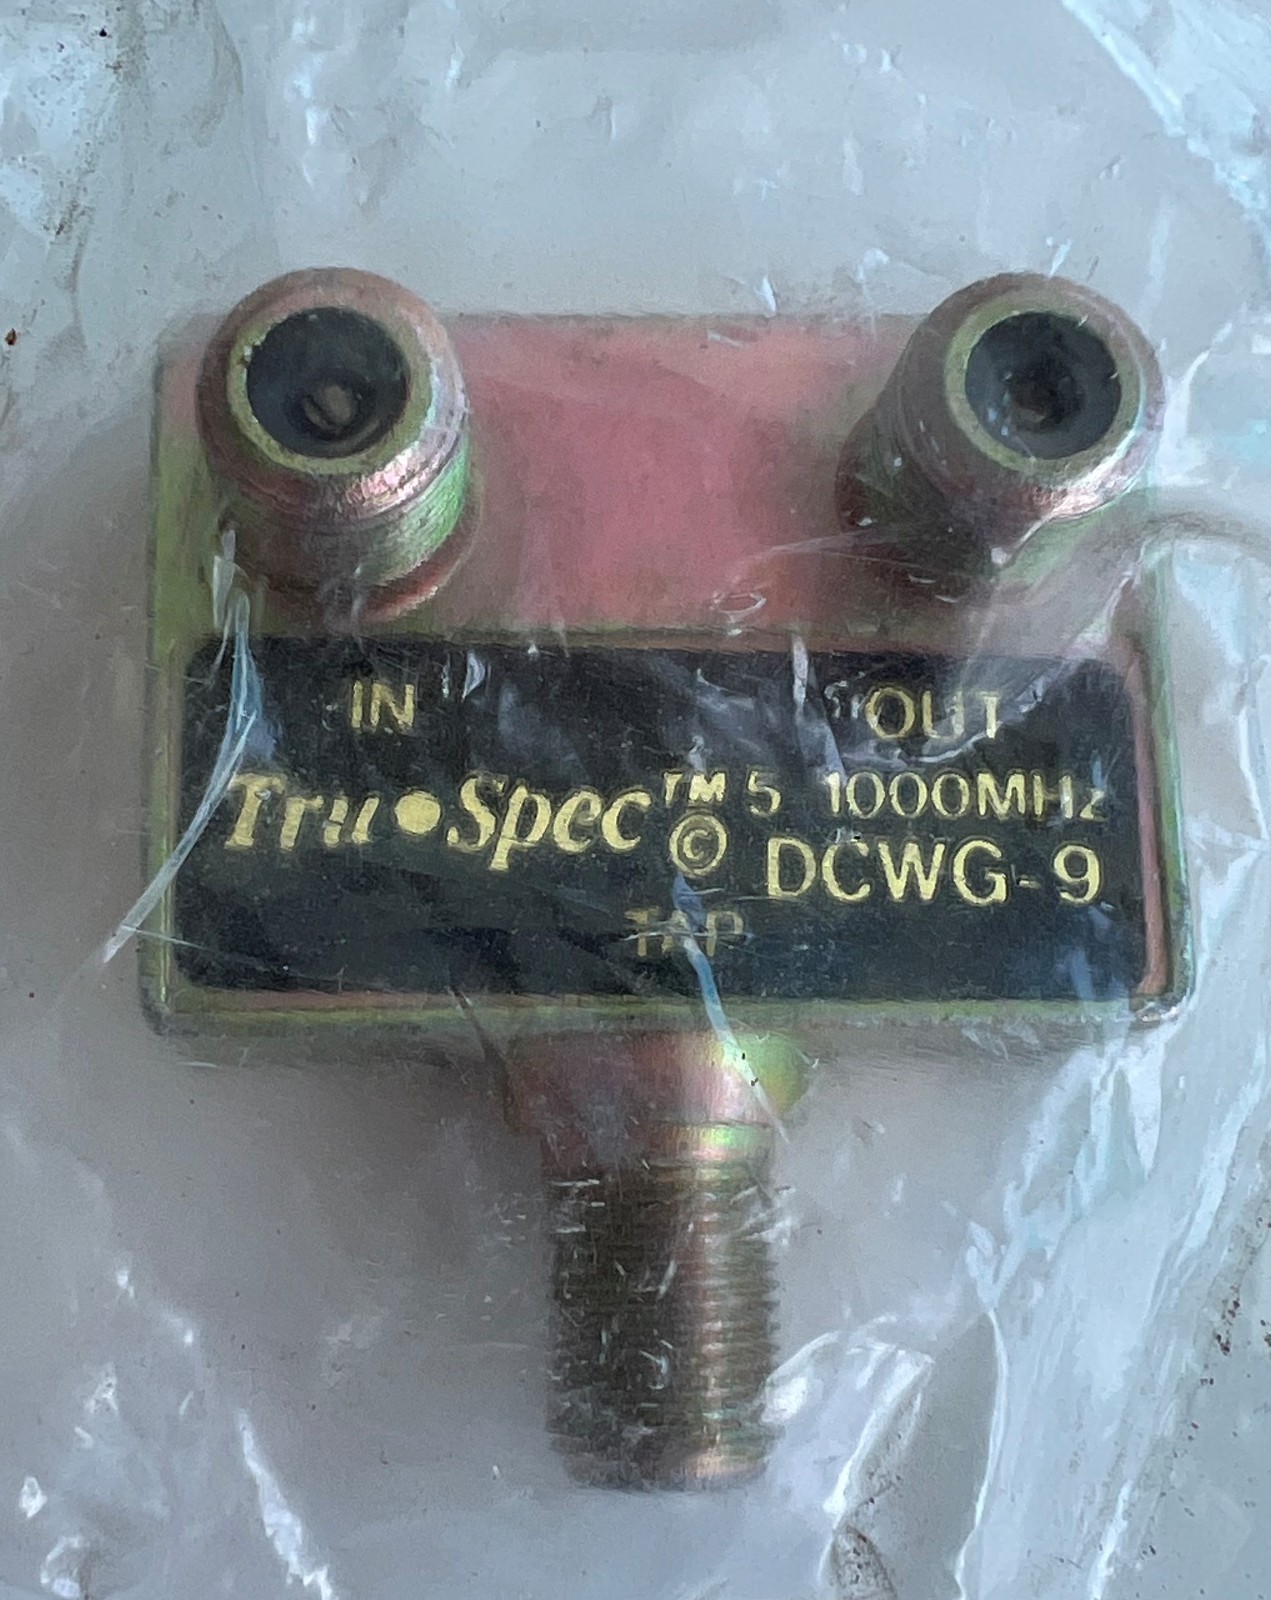 IN OUT
Tru•Spec™ 5 1000MHz
© DCWG-9
TAP